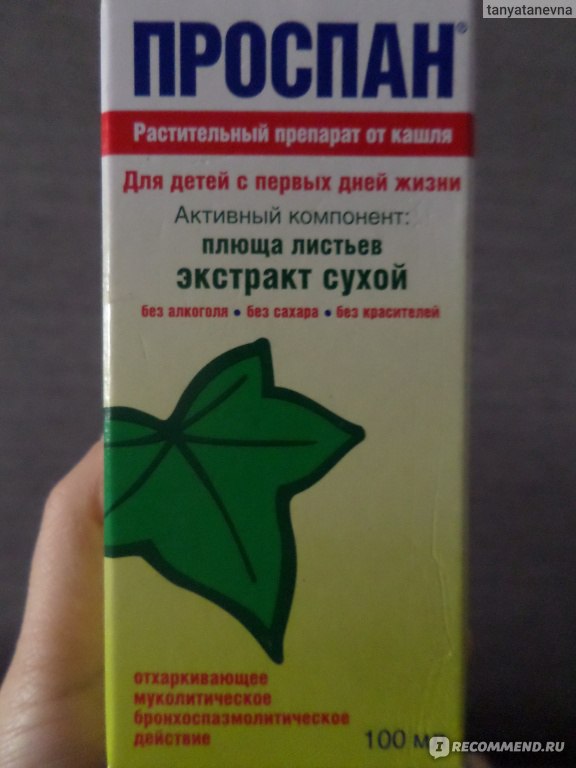 tanyatanevna
ПРОСПАН®
Растительный препарат от кашля
Для детей с первых дней жизни
Активный компонент:
плюща листьев
экстракт сухой
без алкоголя • без сахара • без красителей
отхаркивающее
муколитическое
бронхоспазмолитическое
действие
100
IRECOMMEND.RU